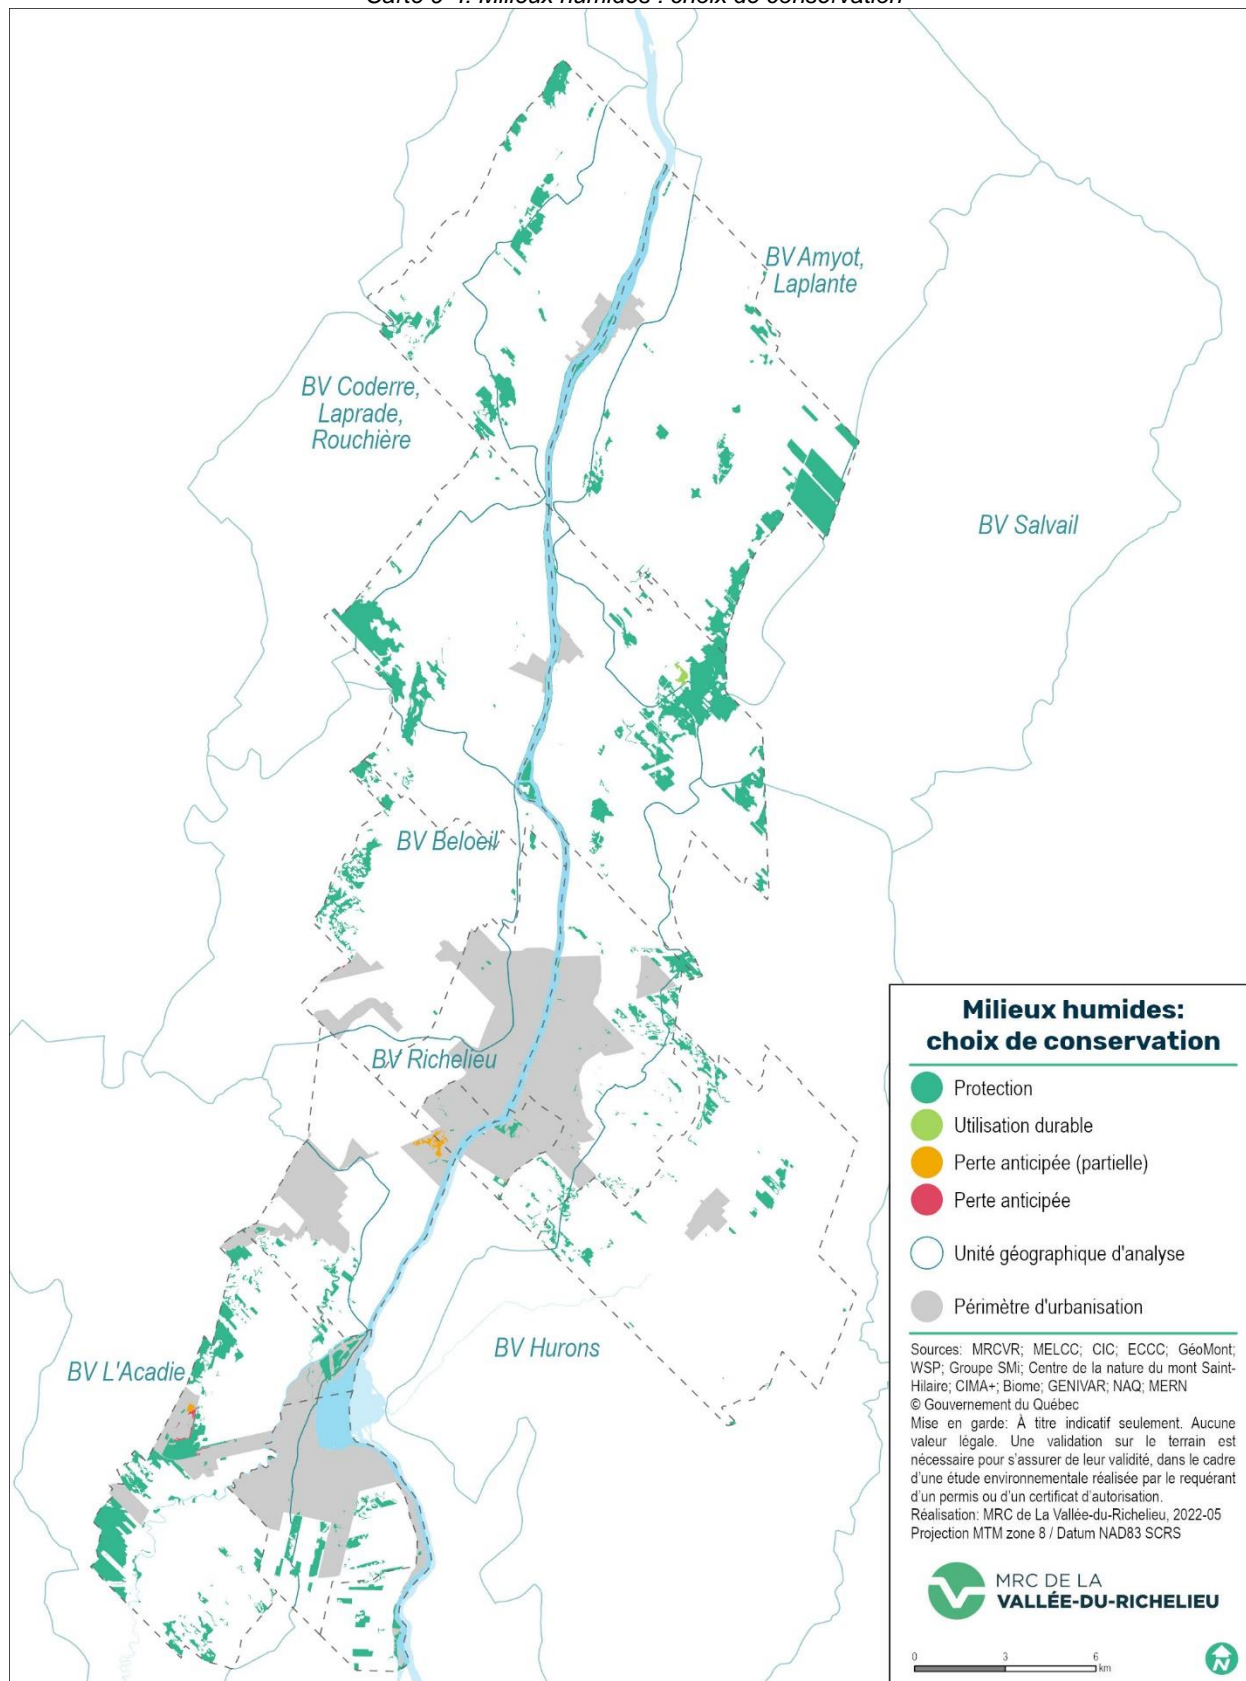 BV Amyot,
Laplante
BV Coderre,
Laprade,
Rouchière
BV Salvail
BV Beloeil
BV Richelieu
BV Hurons
BV L'Acadie
Milieux humides:
choix de conservation
Protection
Utilisation durable
Perte anticipée (partielle)
Perte anticipée
Unité géographique d'analyse
Périmètre d'urbanisation
Sources: MRCVR; MELCC; CIC; ECCC; GéoMont;
WSP; Groupe SMi; Centre de la nature du mont Saint-
Hilaire; CIMA+; Biome; GENIVAR; NAQ; MERN
© Gouvernement du Québec
Mise en garde: À titre indicatif seulement. Aucune
valeur légale. Une validation sur le terrain est
nécessaire pour s'assurer de leur validité, dans le cadre
d'une étude environnementale réalisée par le requérant
d'un permis ou d'un certificat d'autorisation.
Réalisation: MRC de La Vallée-du-Richelieu, 2022-05
Projection MTM zone 8 / Datum NAD83 SCRS
MRC DE LA
VALLÉE-DU-RICHELIEU
0 3 6
km
N